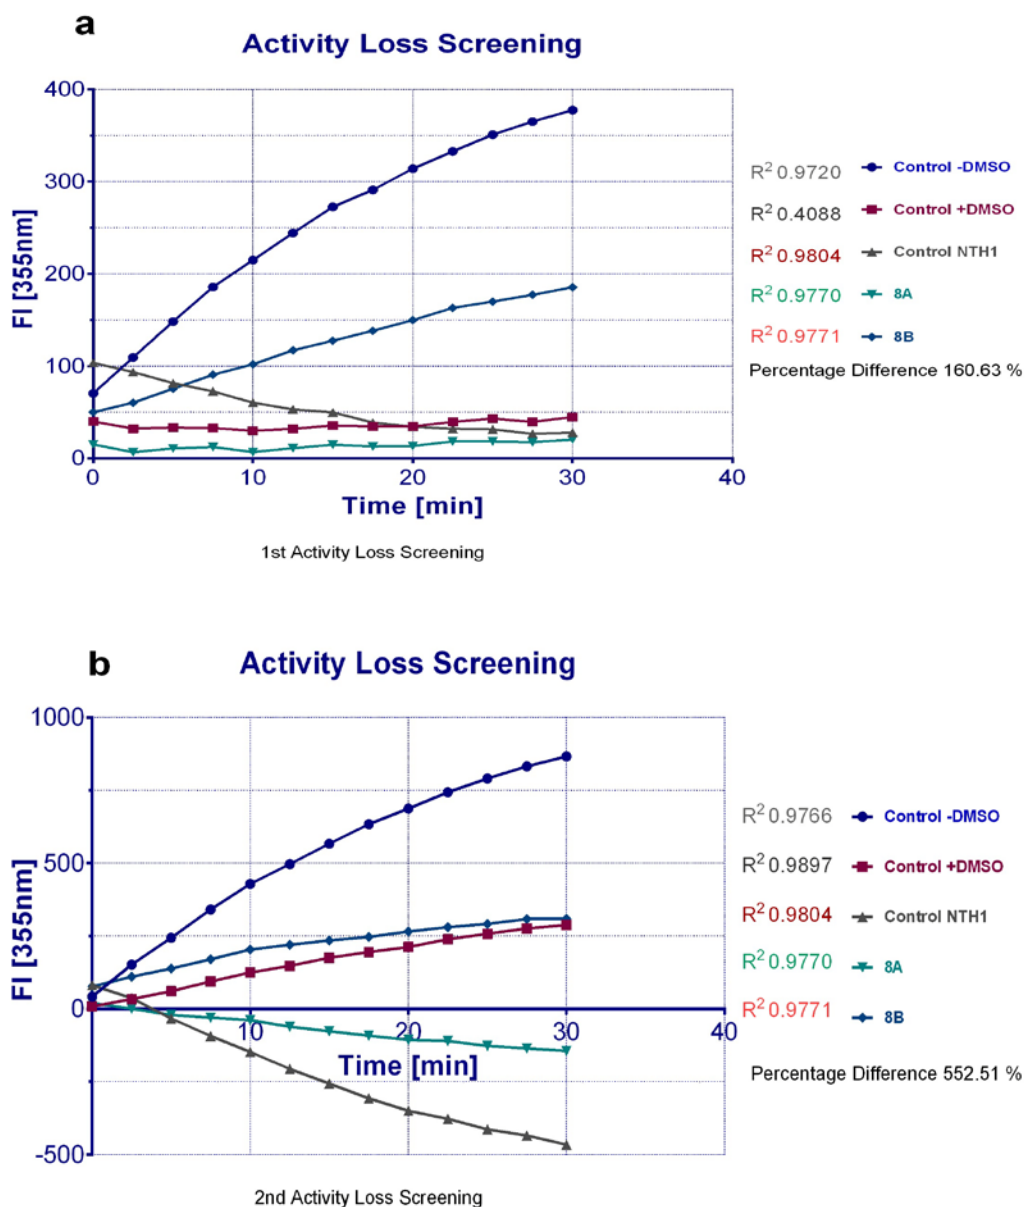 a
Activity Loss Screening
400
300
200
100
0
FI [355nm]
0 10 20 30 40
Time [min]
R² 0.9720 Control -DMSO
R² 0.4088 Control +DMSO
R² 0.9804 Control NTH1
R² 0.9770 8A
R² 0.9771 8B
Percentage Difference 160.63 %
1st Activity Loss Screening
b
Activity Loss Screening
1000
500
0
-500
FI [355nm]
10 20 30 40
Time [min]
R² 0.9766 Control -DMSO
R² 0.9897 Control +DMSO
R² 0.9804 Control NTH1
R² 0.9770 8A
R² 0.9771 8B
Percentage Difference 552.51 %
2nd Activity Loss Screening